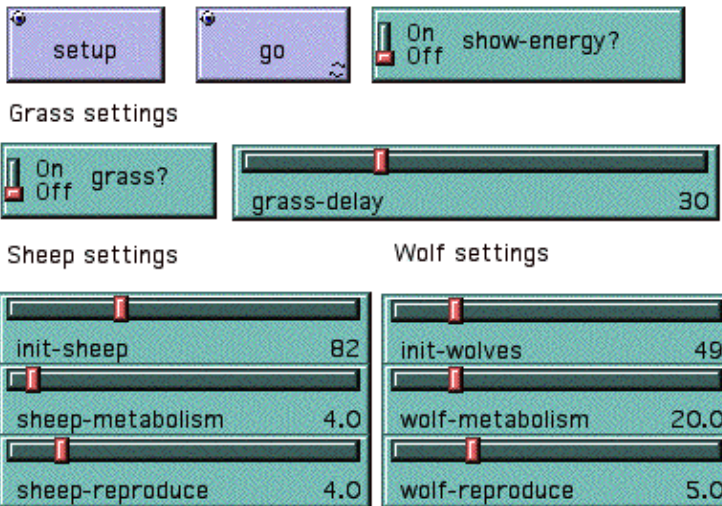 setup
go
On
Off
show-energy?
Grass settings
On
Off
grass?
grass-delay 30
Sheep settings
Wolf settings
init-sheep 82
init-wolves 49
sheep-metabolism 4.0
wolf-metabolism 20.0
sheep-reproduce 4.0
wolf-reproduce 5.0